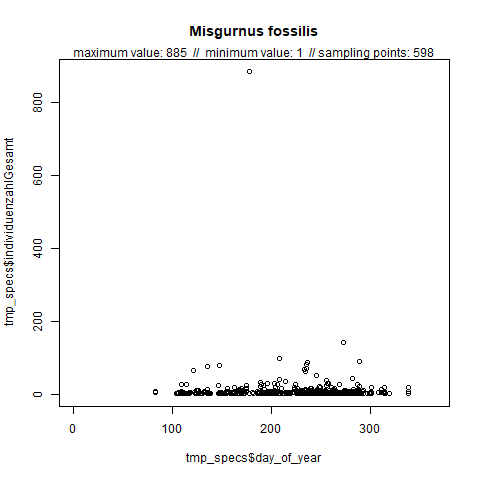 Misgurnus fossilis
maximum value: 885 // minimum value: 1 // sampling points: 598
tmp_specs$individuenzahlGesamt
800
600
400
200
0
0 100 200 300
tmp_specs$day_of_year